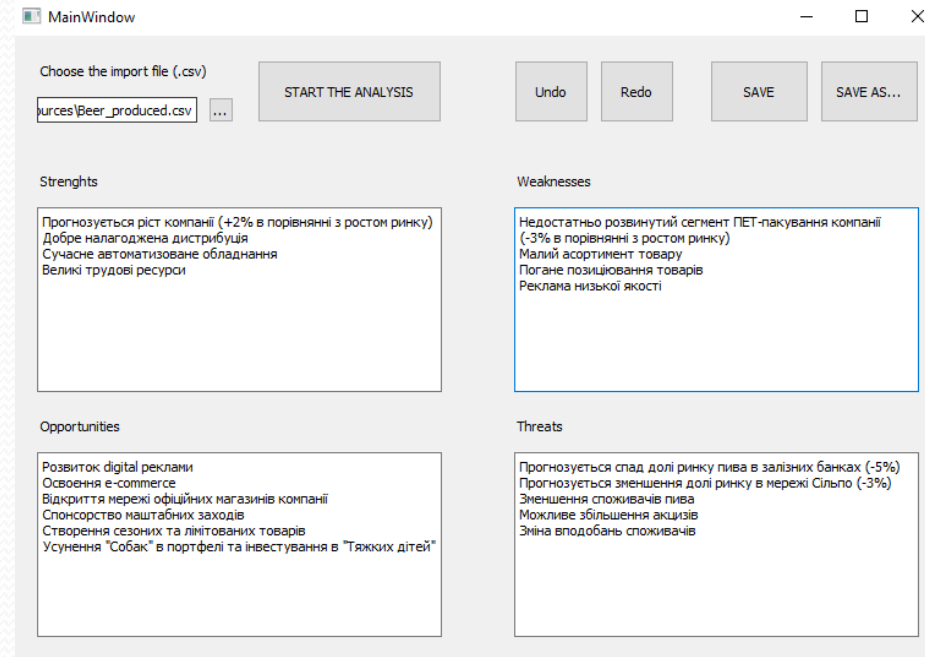 MainWindow
Choose the import file (.csv)
urces\Beer_produced.csv
...
START THE ANALYSIS
Undo
Redo
SAVE
SAVE AS...
Strenghts
Прогнозується ріст компанії (+2% в порівнянні з ростом ринку)
Добре налагоджена дистрибуція
Сучасне автоматизоване обладнання
Великі трудові ресурси
Weaknesses
Недостатньо розвинутий сегмент ПЕТ-пакування компанії
(-3% в порівнянні з ростом ринку)
Малий асортимент товару
Погане позиціювання товарів
Реклама низької якості
Opportunities
Розвиток digital реклами
Освоєння e-commerce
Відкриття мережі офіційних магазинів компанії
Спонсорство маштабних заходів
Створення сезоних та лімітованих товарів
Усунення "Собак" в портфелі та інвестування в "Тяжких дітей"
Threats
Прогнозується спад долі ринку пива в залізних банках (-5%)
Прогнозується зменшення долі ринку в мережі Сільпо (-3%)
Зменшення споживачів пива
Можливе збільшення акцизів
Зміна вподобань споживачів